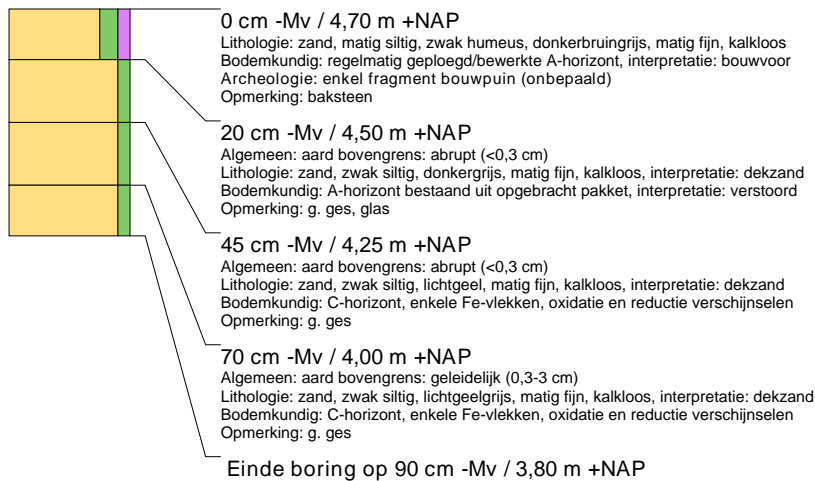 0 cm -Mv / 4,70 m +NAP
Lithologie: zand, matig siltig, zwak humeus, donkerbruingrijs, matig fijn, kalkloos
Bodemkundig: regelmatig geploegd/bewerkte A-horizont, interpretatie: bouwvoor
Archeologie: enkel fragment bouwpuin (onbepaald)
Opmerking: baksteen
20 cm -Mv / 4,50 m +NAP
Algemeen: aard bovengrens: abrupt (<0,3 cm)
Lithologie: zand, zwak siltig, donkergrijs, matig fijn, kalkloos, interpretatie: dekzand
Bodemkundig: A-horizont bestaand uit opgebracht pakket, interpretatie: verstoord
Opmerking: g. ges, glas
45 cm -Mv / 4,25 m +NAP
Algemeen: aard bovengrens: abrupt (<0,3 cm)
Lithologie: zand, zwak siltig, lichtgeel, matig fijn, kalkloos, interpretatie: dekzand
Bodemkundig: C-horizont, enkele Fe-vlekken, oxidatie en reductie verschijnselen
Opmerking: g. ges
70 cm -Mv / 4,00 m +NAP
Algemeen: aard bovengrens: geleidelijk (0,3-3 cm)
Lithologie: zand, zwak siltig, lichtgeelgrijs, matig fijn, kalkloos, interpretatie: dekzand
Bodemkundig: C-horizont, enkele Fe-vlekken, oxidatie en reductie verschijnselen
Opmerking: g. ges
Einde boring op 90 cm -Mv / 3,80 m +NAP